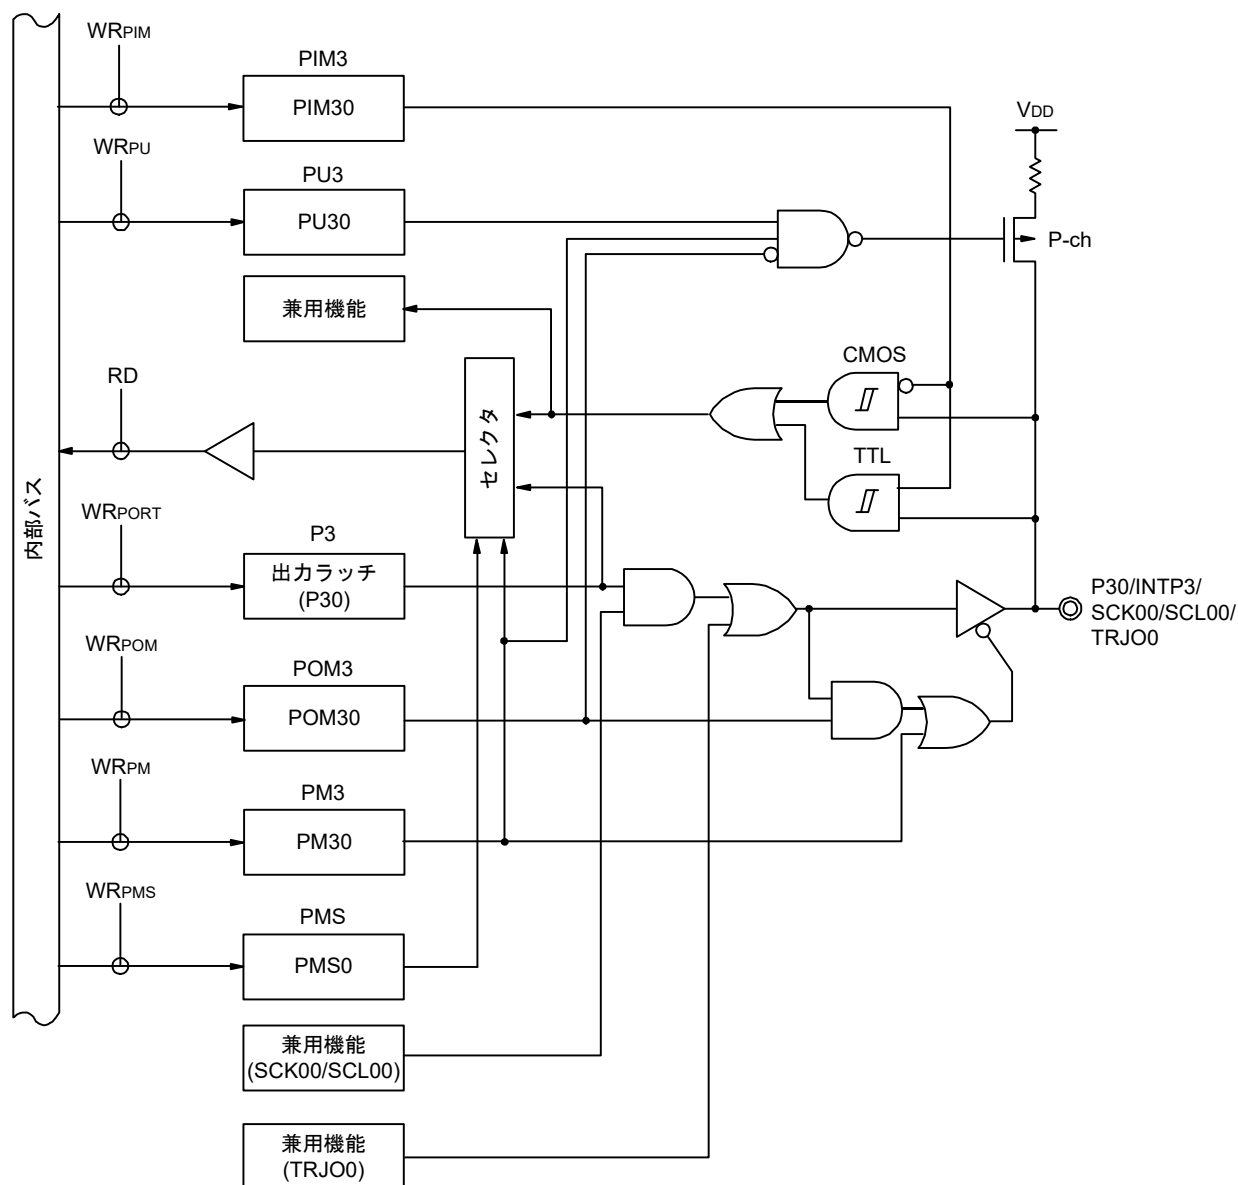 WRPIM
PIM3
PIM30
VDD
WRPU
PU3
PU30
P-ch
兼用機能
CMOS
RD
セレクタ
TTL
内部バス
WRPORT
P3
出力ラッチ
(P30)
P30/INTP3/
SCK00/SCL00/
TRJO0
WRPOM
POM3
POM30
WRPM
PM3
PM30
WRPMS
PMS
PMS0
兼用機能
(SCK00/SCL00)
兼用機能
(TRJO0)